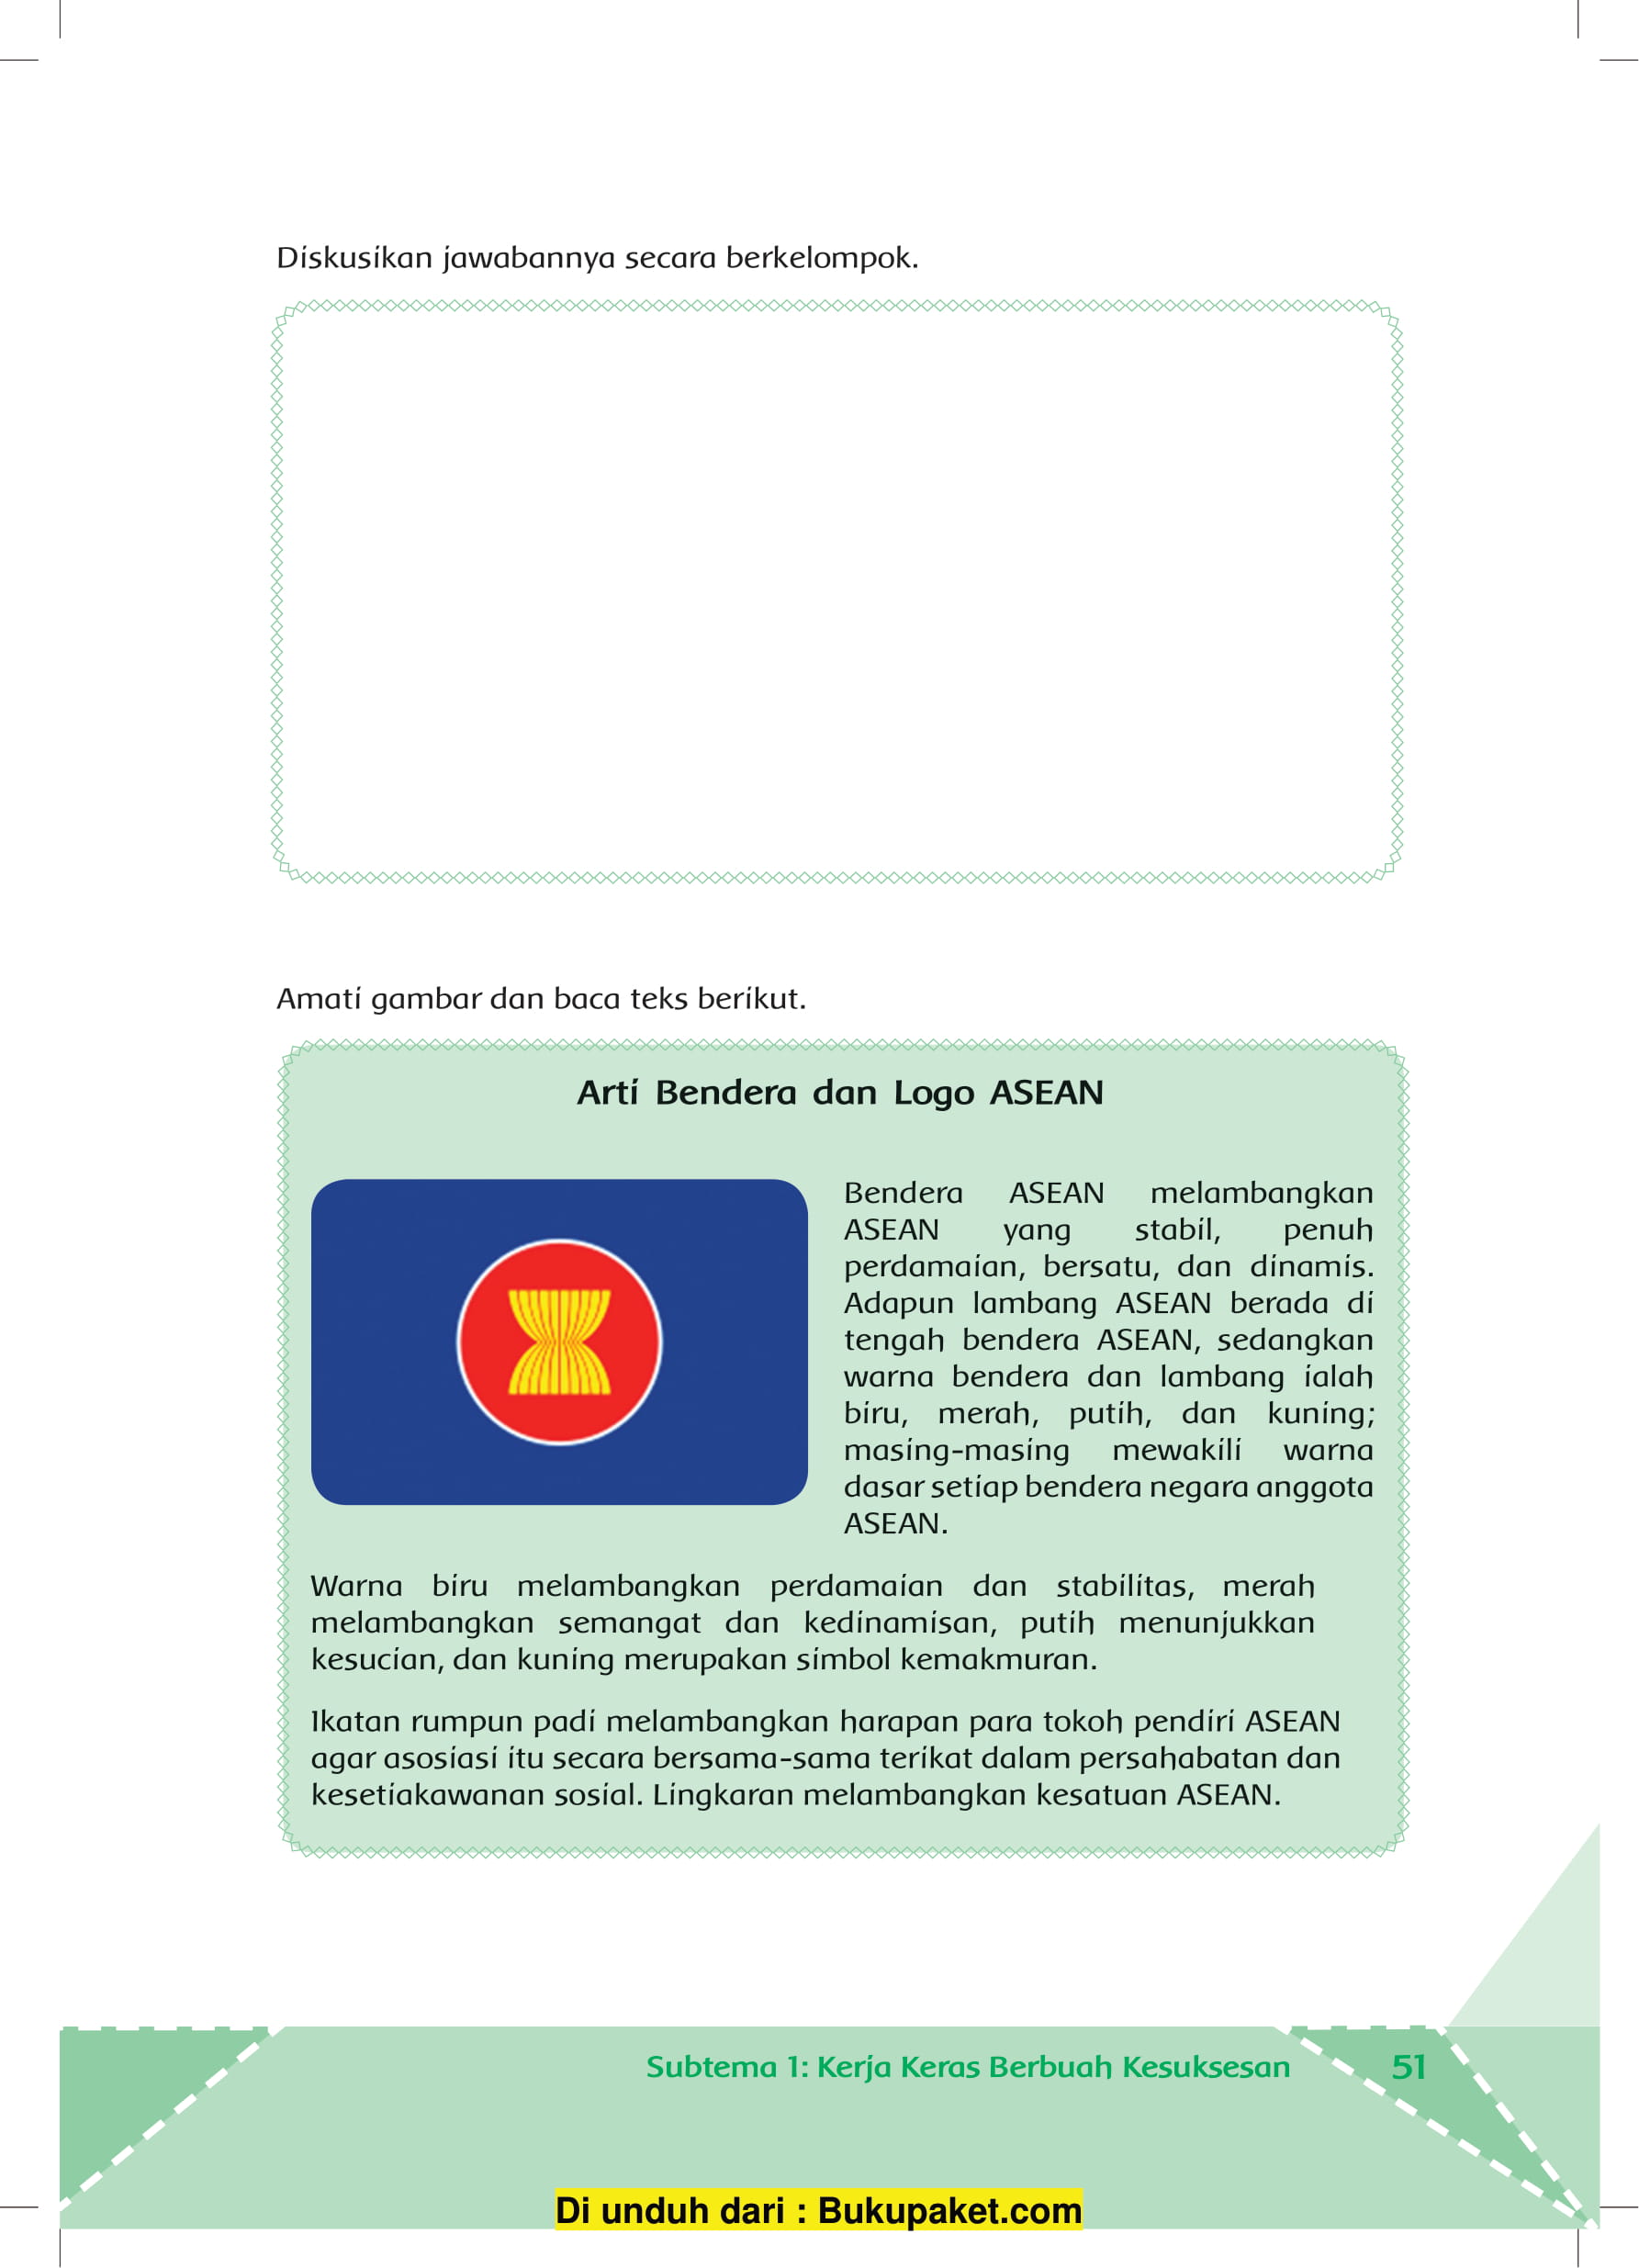 Diskusikan jawabannya secara berkelompok.
Amati gambar dan baca teks berikut.
Arti Bendera dan Logo ASEAN
Bendera ASEAN melambangkan
ASEAN yang stabil, penuh
perdamaian, bersatu, dan dinamis.
Adapun lambang ASEAN berada di
tengah bendera ASEAN, sedangkan
warna bendera dan lambang ialah
biru, merah, putih, dan kuning;
masing-masing mewakili warna
dasar setiap bendera negara anggota
ASEAN.
Warna biru melambangkan perdamaian dan stabilitas, merah
melambangkan semangat dan kedinamisan, putih menunjukkan
kesucian, dan kuning merupakan simbol kemakmuran.
Ikatan rumpun padi melambangkan harapan para tokoh pendiri ASEAN
agar asosiasi itu secara bersama-sama terikat dalam persahabatan dan
kesetiakawanan sosial. Lingkaran melambangkan kesatuan ASEAN.
Subtema 1: Kerja Keras Berbuah Kesuksesan 51
Di unduh dari : Bukupaket.com